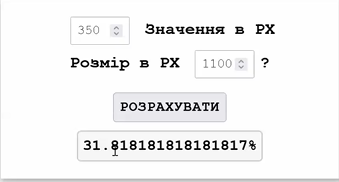 350 Значення в PX
Розмір в PX 1100 ?
РОЗРАХУВАТИ
31.818181818181817%